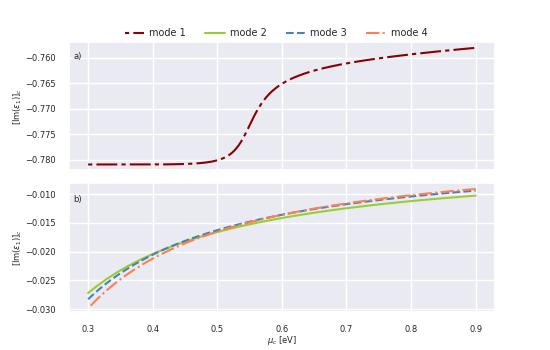 mode 1 mode 2 mode 3 mode 4
a)
−0.760
−0.765
−0.770
−0.775
−0.780
[Im(ε₁)]c
b)
−0.010
−0.015
−0.020
−0.025
−0.030
[Im(ε₁)]c
0.3 0.4 0.5 0.6 0.7 0.8 0.9
μc [eV]